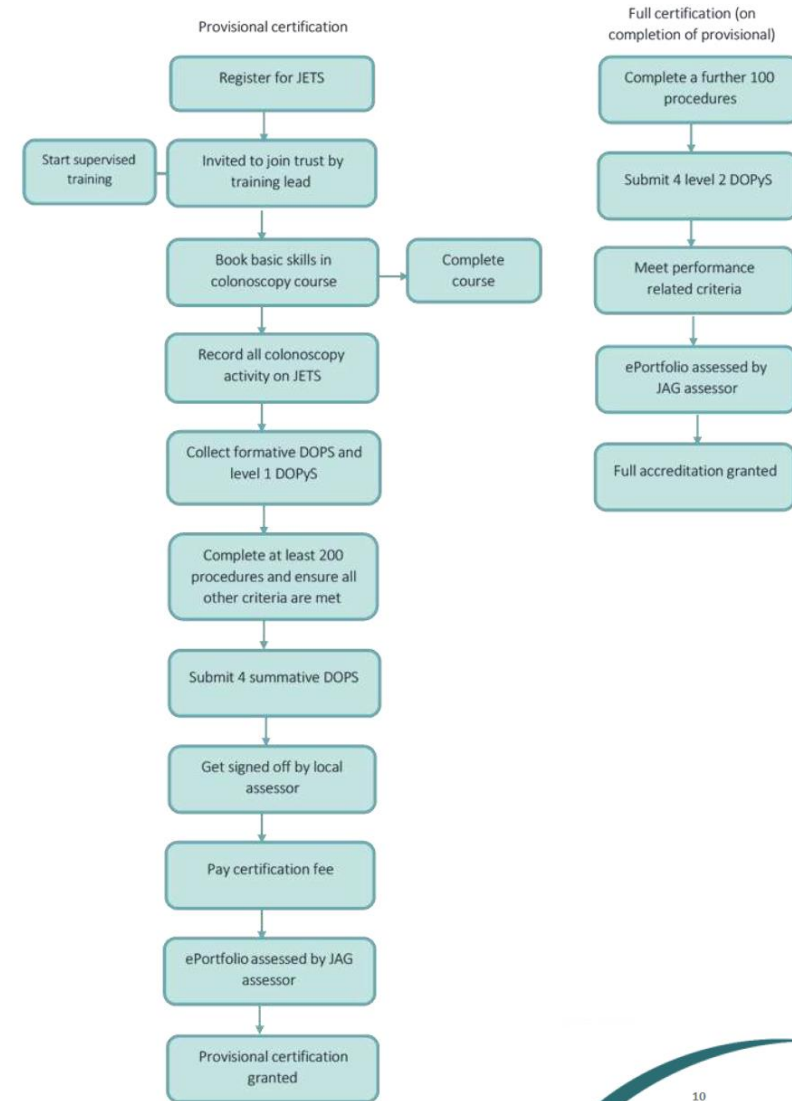 Provisional certification
Register for JETS
Start supervised
training
Invited to join trust by
training lead
Book basic skills in
colonoscopy course
Complete
course
Record all colonoscopy
activity on JETS
Collect formative DOPS and
level 1 DOPyS
Complete at least 200
procedures and ensure all
other criteria are met
Submit 4 summative DOPS
Get signed off by local
assessor
Pay certification fee
ePortfolio assessed by JAG
assessor
Provisional certification
granted
Full certification (on
completion of provisional)
Complete a further 100
procedures
Submit 4 level 2 DOPyS
Meet performance
related criteria
ePortfolio assessed by
JAG assessor
Full accreditation granted
10